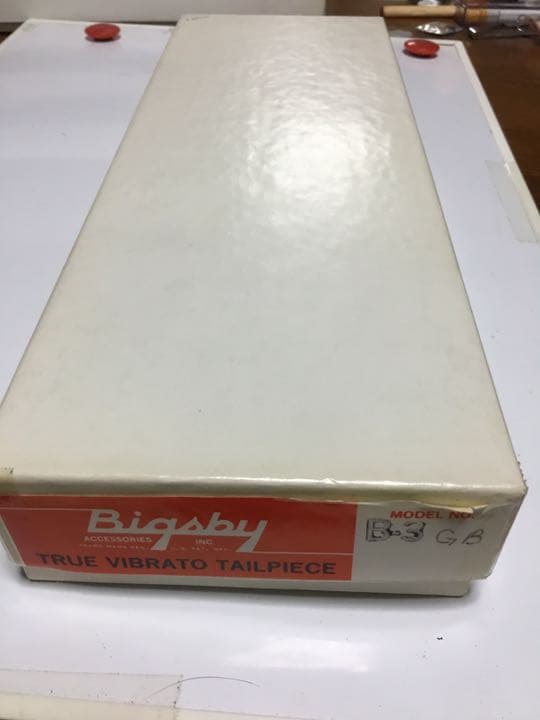 Bigsby
ACCESSORIES INC
TRUE VIBRATO TAILPIECE
MODEL NO.
B-3 GB